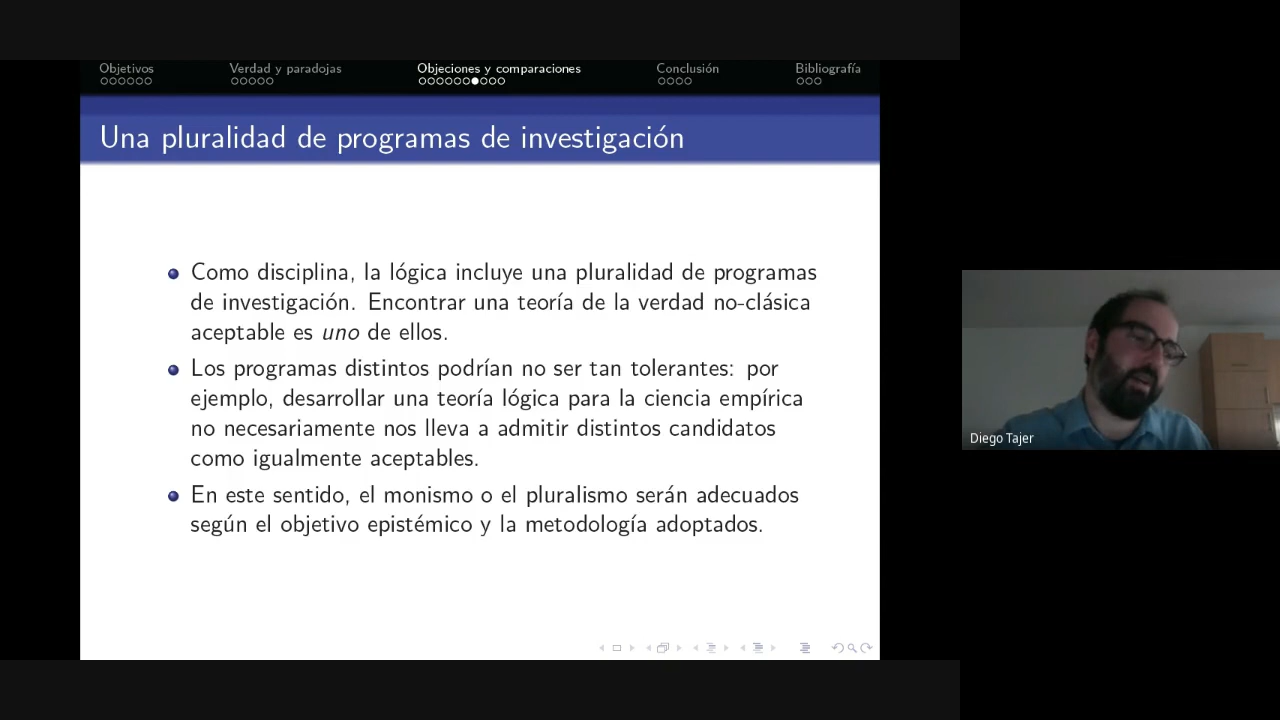 Objetivos
Verdad y paradojas
Objeciones y comparaciones
Conclusión
Bibliografía
Una pluralidad de programas de investigación
Como disciplina, la lógica incluye una pluralidad de programas
de investigación. Encontrar una teoría de la verdad no-clásica
aceptable es uno de ellos.
Los programas distintos podrían no ser tan tolerantes: por
ejemplo, desarrollar una teoría lógica para la ciencia empírica
no necesariamente nos lleva a admitir distintos candidatos
como igualmente aceptables.
En este sentido, el monismo o el pluralismo serán adecuados
según el objetivo epistémico y la metodología adoptados.
Diego Tajer